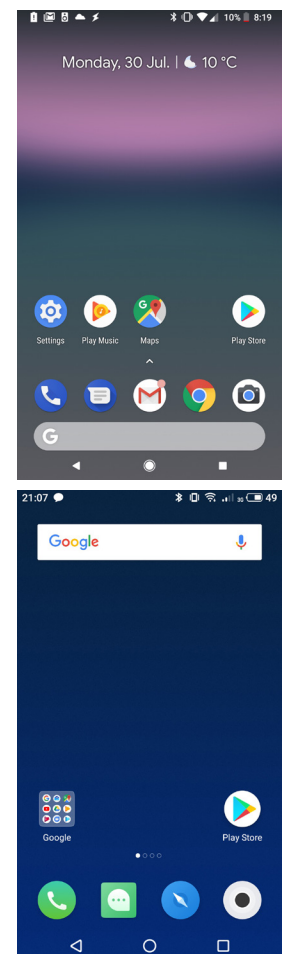 10% 8:19
Monday, 30 Jul. | 10 °C
G
Settings Play Music Maps Play Store
G
21:07 3G 49
Google
Google Play Store